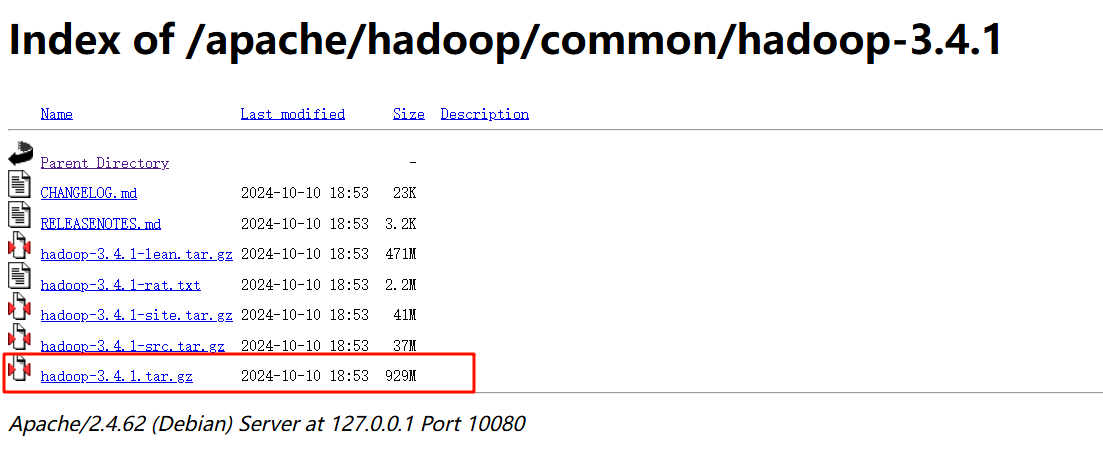 Index of /apache/hadoop/common/hadoop-3.4.1
Name Last modified Size Description
Parent Directory -
CHANGELOG.md 2024-10-10 18:53 23K
RELEASENOTES.md 2024-10-10 18:53 3.2K
hadoop-3.4.1-lean.tar.gz 2024-10-10 18:53 471M
hadoop-3.4.1-rat.txt 2024-10-10 18:53 2.2M
hadoop-3.4.1-site.tar.gz 2024-10-10 18:53 41M
hadoop-3.4.1-src.tar.gz 2024-10-10 18:53 37M
hadoop-3.4.1.tar.gz 2024-10-10 18:53 929M
Apache/2.4.62 (Debian) Server at 127.0.0.1 Port 10080